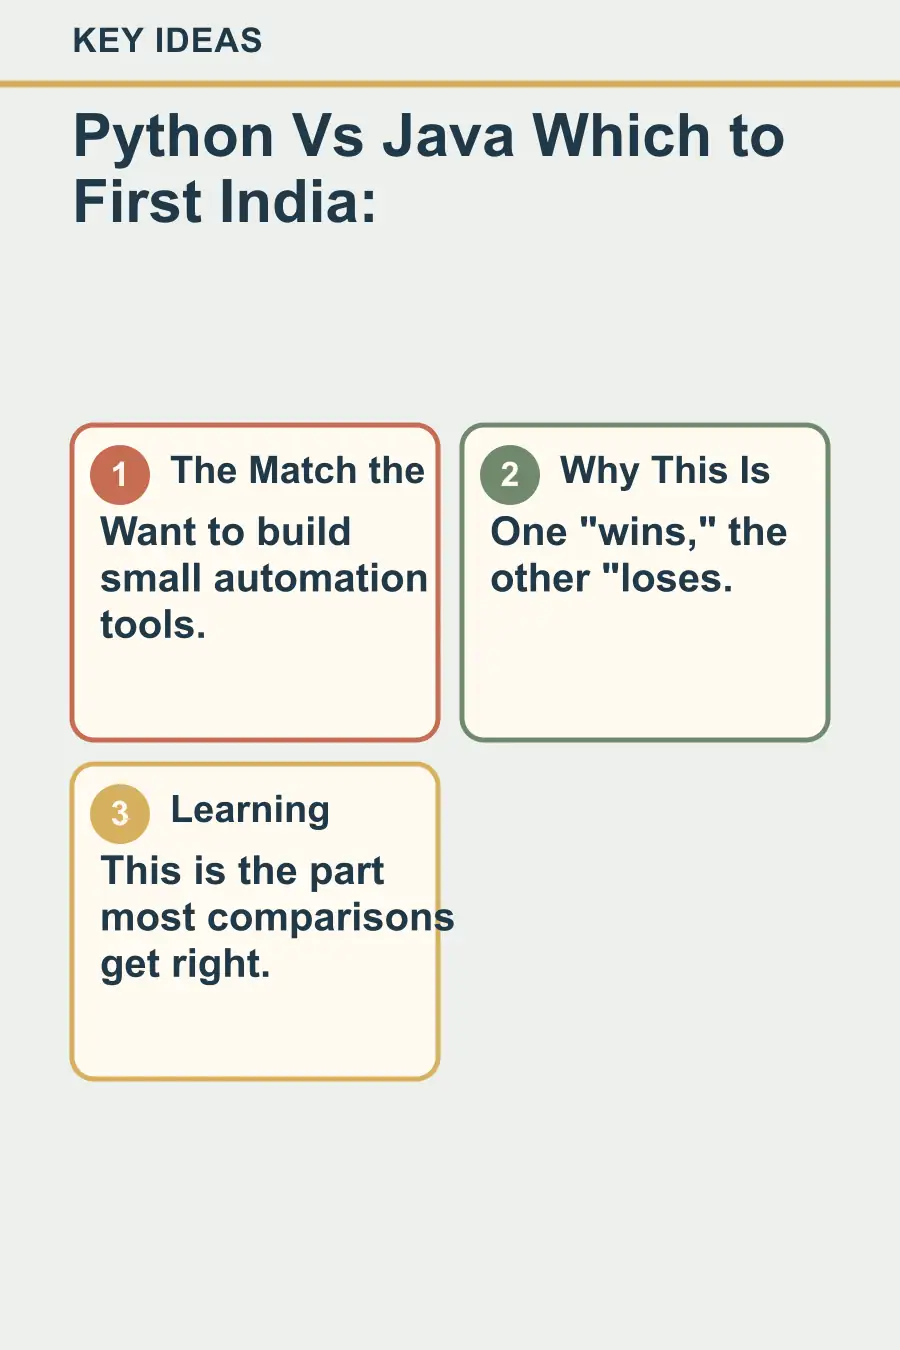 KEY IDEAS
Python Vs Java Which to
First India:
1 The Match the
Want to build
small automation
tools.
2 Why This Is
One "wins," the
other "loses.
3 Learning
This is the part
most comparisons
get right.